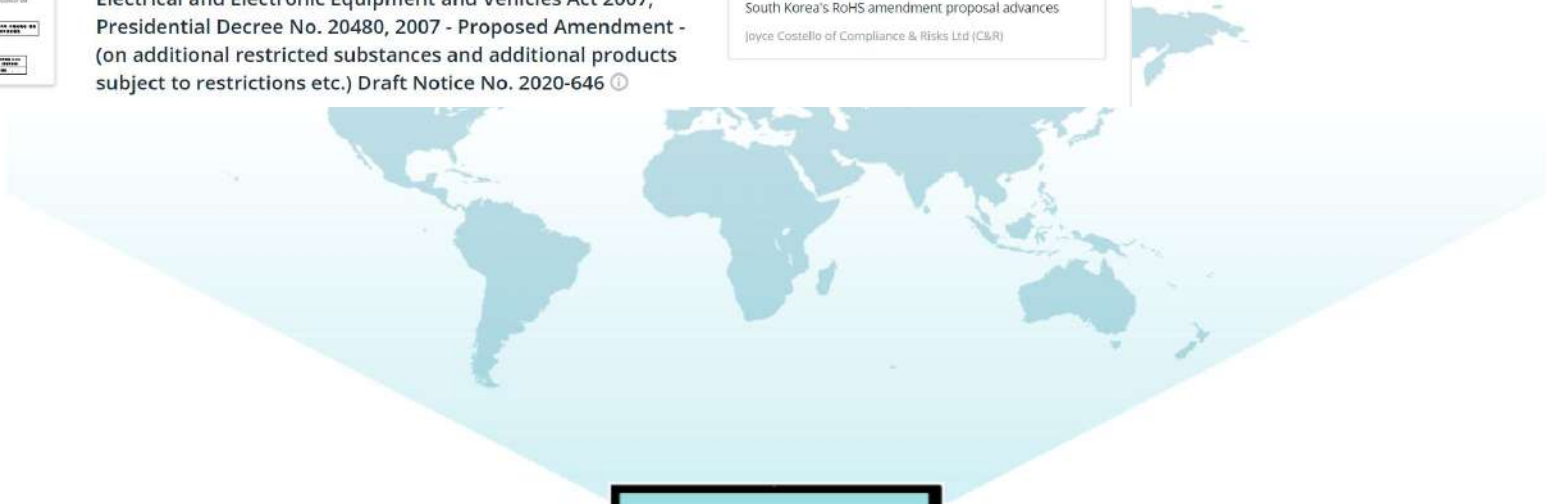 Electrical and Electronic Equipment and Vehicles Act 2007,
Presidential Decree No. 20480, 2007 - Proposed Amendment -
(on additional restricted substances and additional products
subject to restrictions etc.) Draft Notice No. 2020-646
South Korea's RoHS amendment proposal advances
Joyce Costello of Compliance & Risks Ltd (C&R)